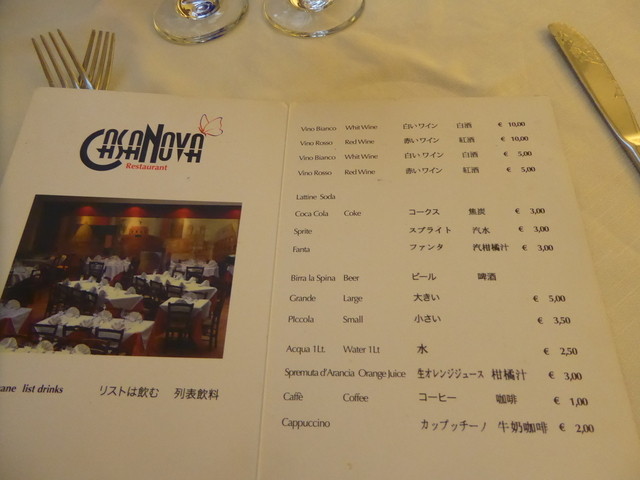 CASANOVA
Restaurant
list drinks リストは飲む 列表飲料
Vino Bianco Whit Wine 白いワイン 白酒 € 10,00
Vino Rosso Red Wine 赤いワイン 紅酒 € 10,00
Vino Bianco Whit Wine 白いワイン 白酒 € 5,00
Vino Rosso Red Wine 赤いワイン 紅酒 € 5,00
Lattine Soda
Coca Cola Coke コークス 焦炭 € 3,00
Sprite スプライト 汽水 € 3,00
Fanta ファンタ 汽柑橘汁 € 3,00
Birra la Spina Beer ビール 啤酒
Grande Large 大きい € 5,00
PIccola Small 小さい € 3,50
Acqua 1Lt. Water 1Lt 水 € 2,50
Spremuta d'Arancia Orange Juice 生オレンジジュース 柑橘汁 € 3,00
Caffè Coffee コーヒー 咖啡 € 1,00
Cappuccino カップッチーノ 牛奶咖啡 € 2,00